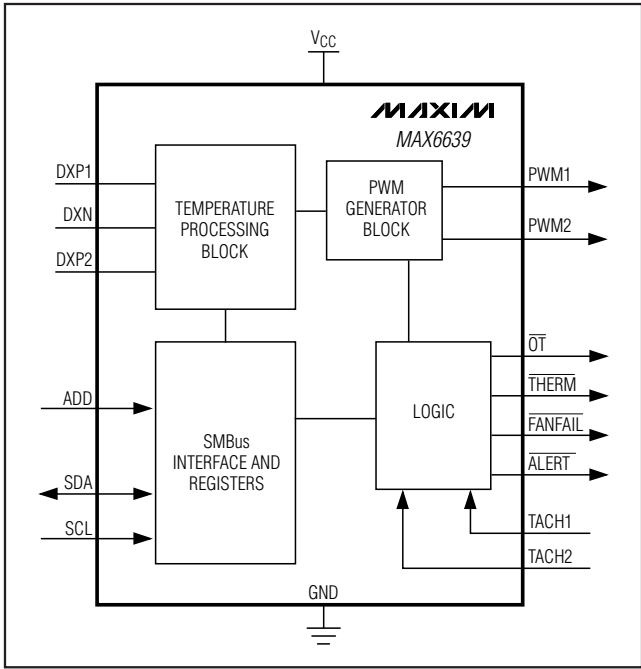 VCC
MAXIM
MAX6639
DXP1
DXN
DXP2
TEMPERATURE
PROCESSING
BLOCK
PWM
GENERATOR
BLOCK
PWM1
PWM2
ADD
SDA
SCL
SMBus
INTERFACE AND
REGISTERS
LOGIC
OT
THERM
FANFAIL
ALERT
TACH1
TACH2
GND